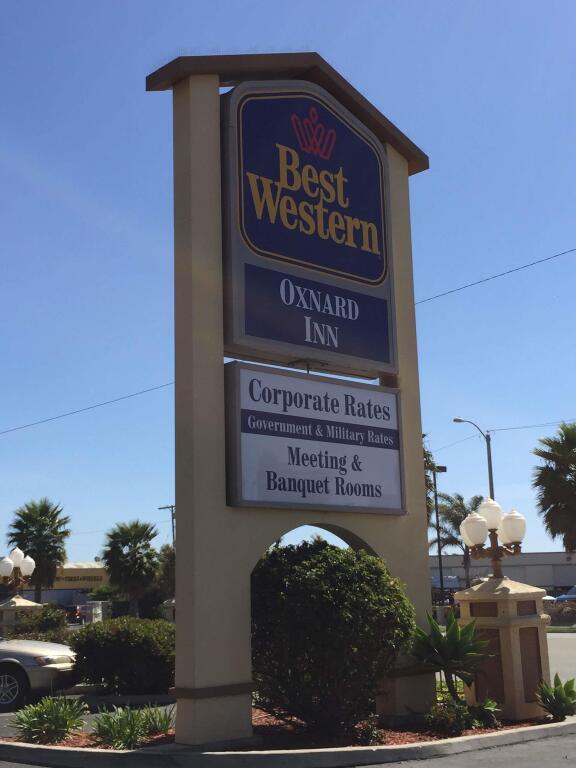 Best
Western
OXNARD
INN
Corporate Rates
Government & Military Rates
Meeting &
Banquet Rooms